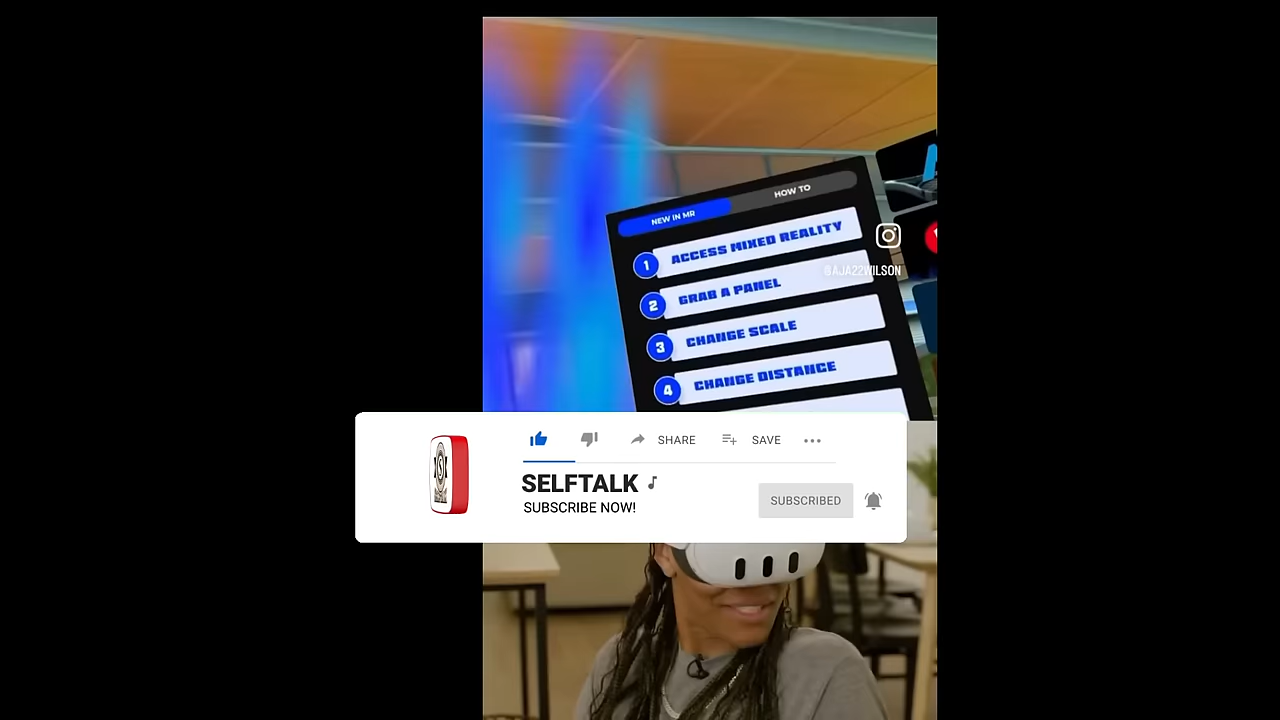 NEW IN MR
HOW TO
1 ACCESS MIXED REALITY
2 GRAB A PANEL
3 CHANGE SCALE
4 CHANGE DISTANCE
@AJA22WILSON
SHARE
SAVE
SELFTALK
SUBSCRIBE NOW!
SUBSCRIBED